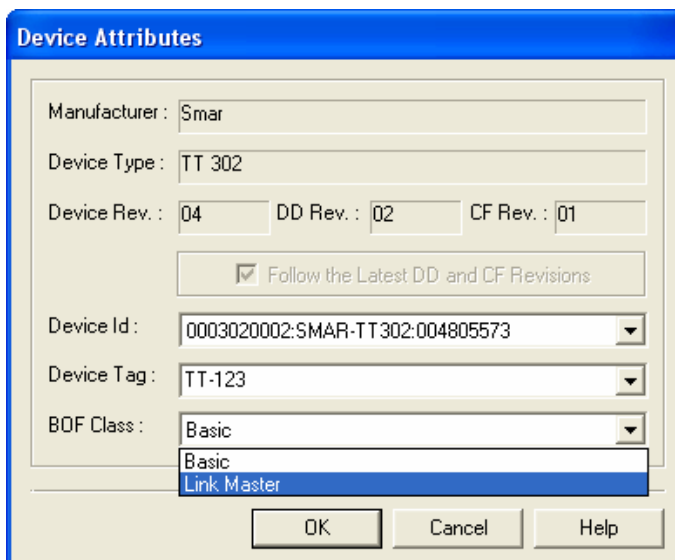 Device Attributes
Manufacturer : Smar
Device Type : TT 302
Device Rev. : 04 DD Rev. : 02 CF Rev. : 01
Follow the Latest DD and CF Revisions
Device Id : 0003020002:SMAR-TT302:004805573
Device Tag : TT-123
BOF Class : Basic
Basic
Link Master
OK Cancel Help